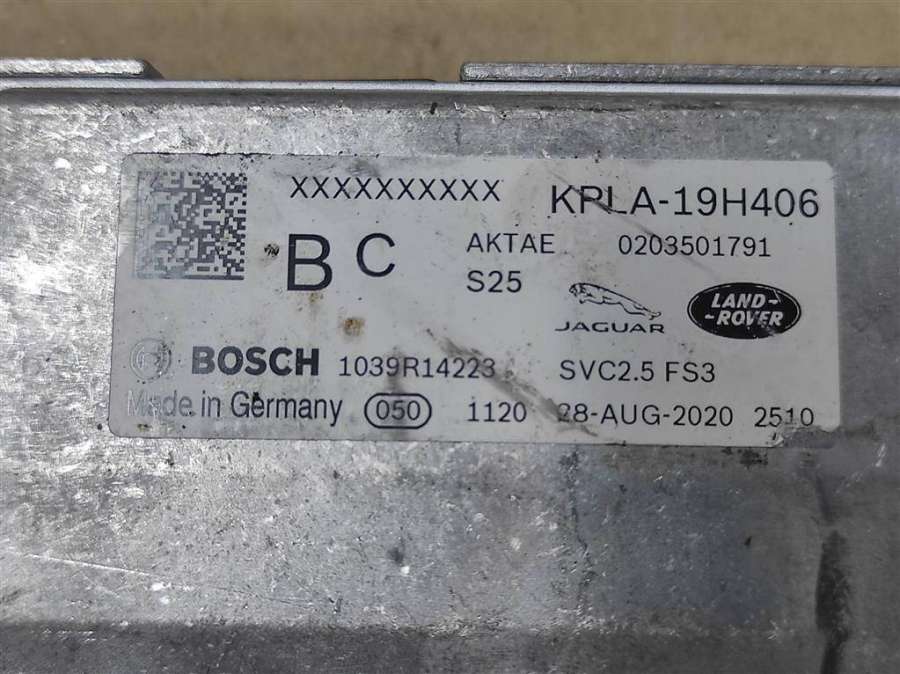 XXXXXXXXXX KPLA-19H406
B C AKTAE 0203501791
S25
JAGUAR LAND-ROVER
BOSCH 1039R14223 SVC2.5 FS3
Made in Germany 050 1120 28-AUG-2020 2510